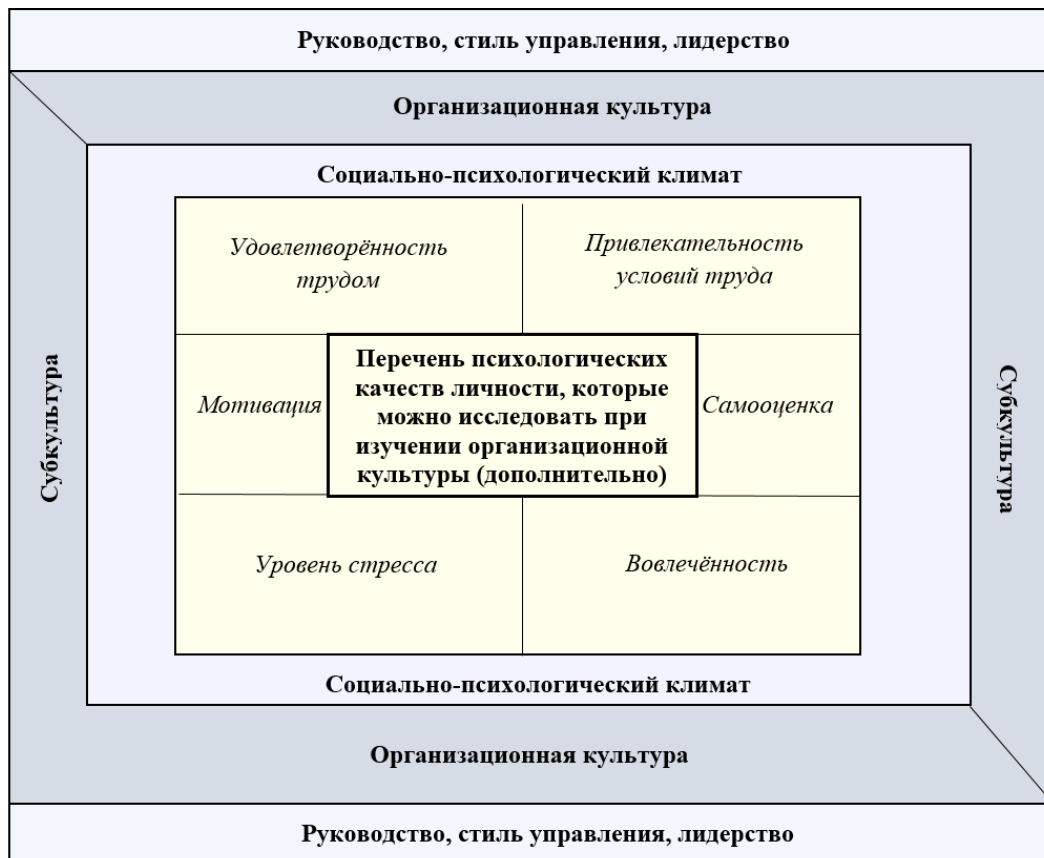 Руководство, стиль управления, лидерство
Организационная культура
Социально-психологический климат
Удовлетворённость
трудом
Привлекательность
условий труда
Субкультура
Мотивация
Перечень психологических
качеств личности, которые
можно исследовать при
изучении организационной
культуры (дополнительно)
Самооценка
Субкультура
Уровень стресса
Вовлечённость
Социально-психологический климат
Организационная культура
Руководство, стиль управления, лидерство